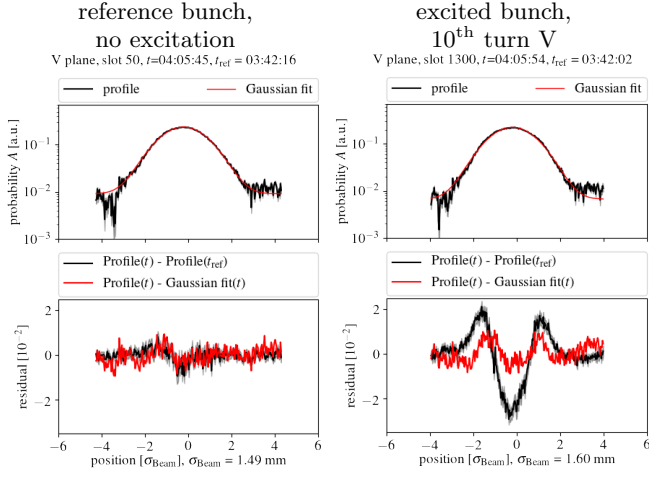 reference bunch,
no excitation
V plane, slot 50, t=04:05:45, t_ref = 03:42:16
profile
Gaussian fit
probability A [a.u.]
10⁻¹
10⁻²
10⁻³
Profile(t) - Profile(t_ref)
Profile(t) - Gaussian fit(t)
residual [10⁻²]
2
0
−2
−6 −4 −2 0 2 4 6
position [σ_Beam], σ_Beam = 1.49 mm
excited bunch,
10ᵗʰ turn V
V plane, slot 1300, t=04:05:54, t_ref = 03:42:02
profile
Gaussian fit
probability A [a.u.]
10⁻¹
10⁻²
10⁻³
Profile(t) - Profile(t_ref)
Profile(t) - Gaussian fit(t)
residual [10⁻²]
2
0
−2
−6 −4 −2 0 2 4 6
position [σ_Beam], σ_Beam = 1.60 mm